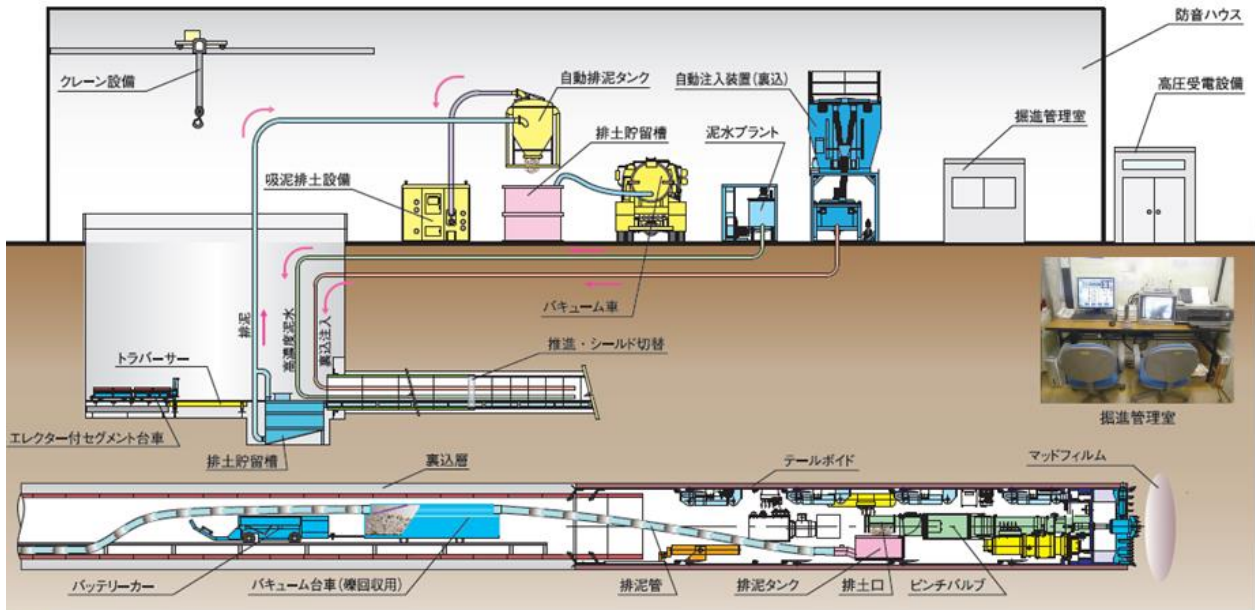 防音ハウス
クレーン設備
自動排泥タンク
自動注入装置(裏込)
高圧受電設備
排土貯留槽
泥水プラント
掘進管理室
吸泥排土設備
バキューム車
排泥
高濃度泥水
裏込注入
推進・シールド切替
トラバーサー
掘進管理室
エレクター付セグメント台車
排土貯留槽
裏込層
テールボイド
マッドフィルム
バッテリーカー
バキューム台車(礫回収用)
排泥管
排泥タンク
排土口
ピンチバルブ